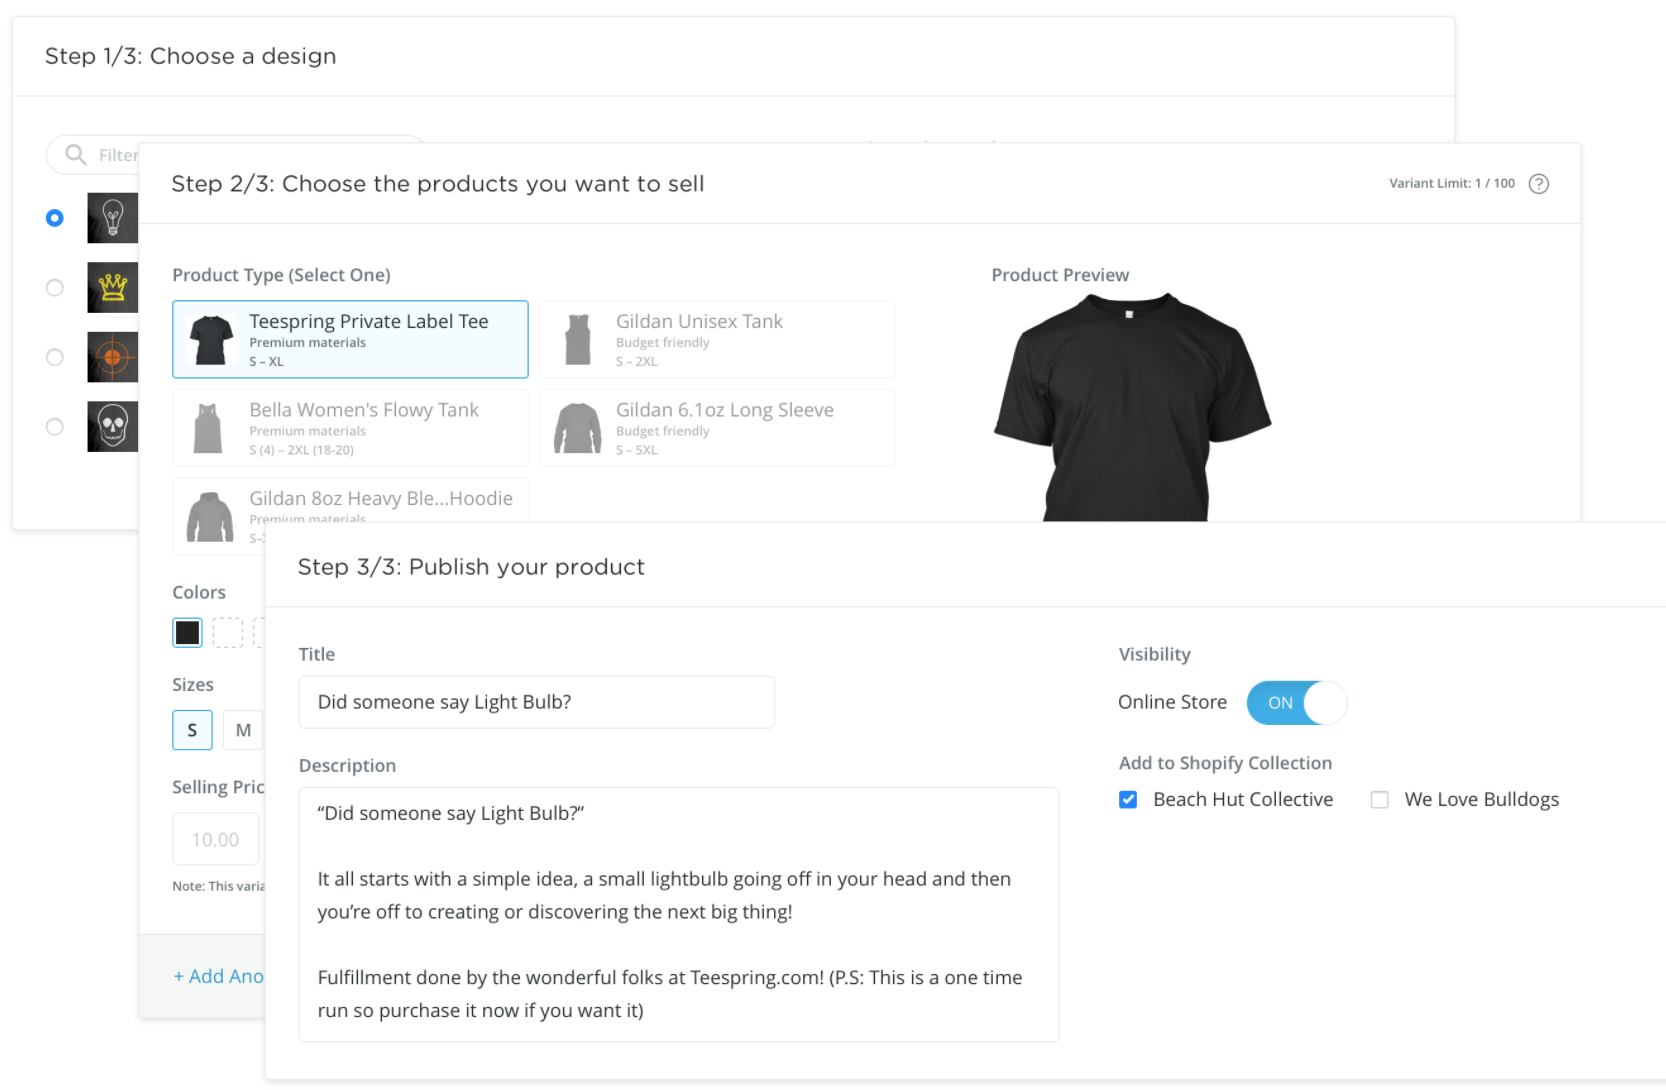 Step 1/3: Choose a design
Filter
Step 2/3: Choose the products you want to sell
Variant Limit: 1 / 100
?
Product Type (Select One)
Product Preview
Teespring Private Label Tee
Premium materials
S – XL
Gildan Unisex Tank
Budget friendly
S – 2XL
Bella Women's Flowy Tank
Premium materials
S (4) – 2XL (18-20)
Gildan 6.1oz Long Sleeve
Budget friendly
S – 5XL
Gildan 8oz Heavy Ble...Hoodie
Premium materials
Colors
Sizes
S
M
Selling
10.00
Note: This
+ Add
Step 3/3: Publish your product
Title
Did someone say Light Bulb?
Description
“Did someone say Light Bulb?”
It all starts with a simple idea, a small lightbulb going off in your head and then
you’re off to creating or discovering the next big thing!
Fulfillment done by the wonderful folks at Teespring.com! (P.S: This is a one time
run so purchase it now if you want it)
Visibility
Online Store
ON
Add to Shopify Collection
Beach Hut Collective
We Love Bulldogs